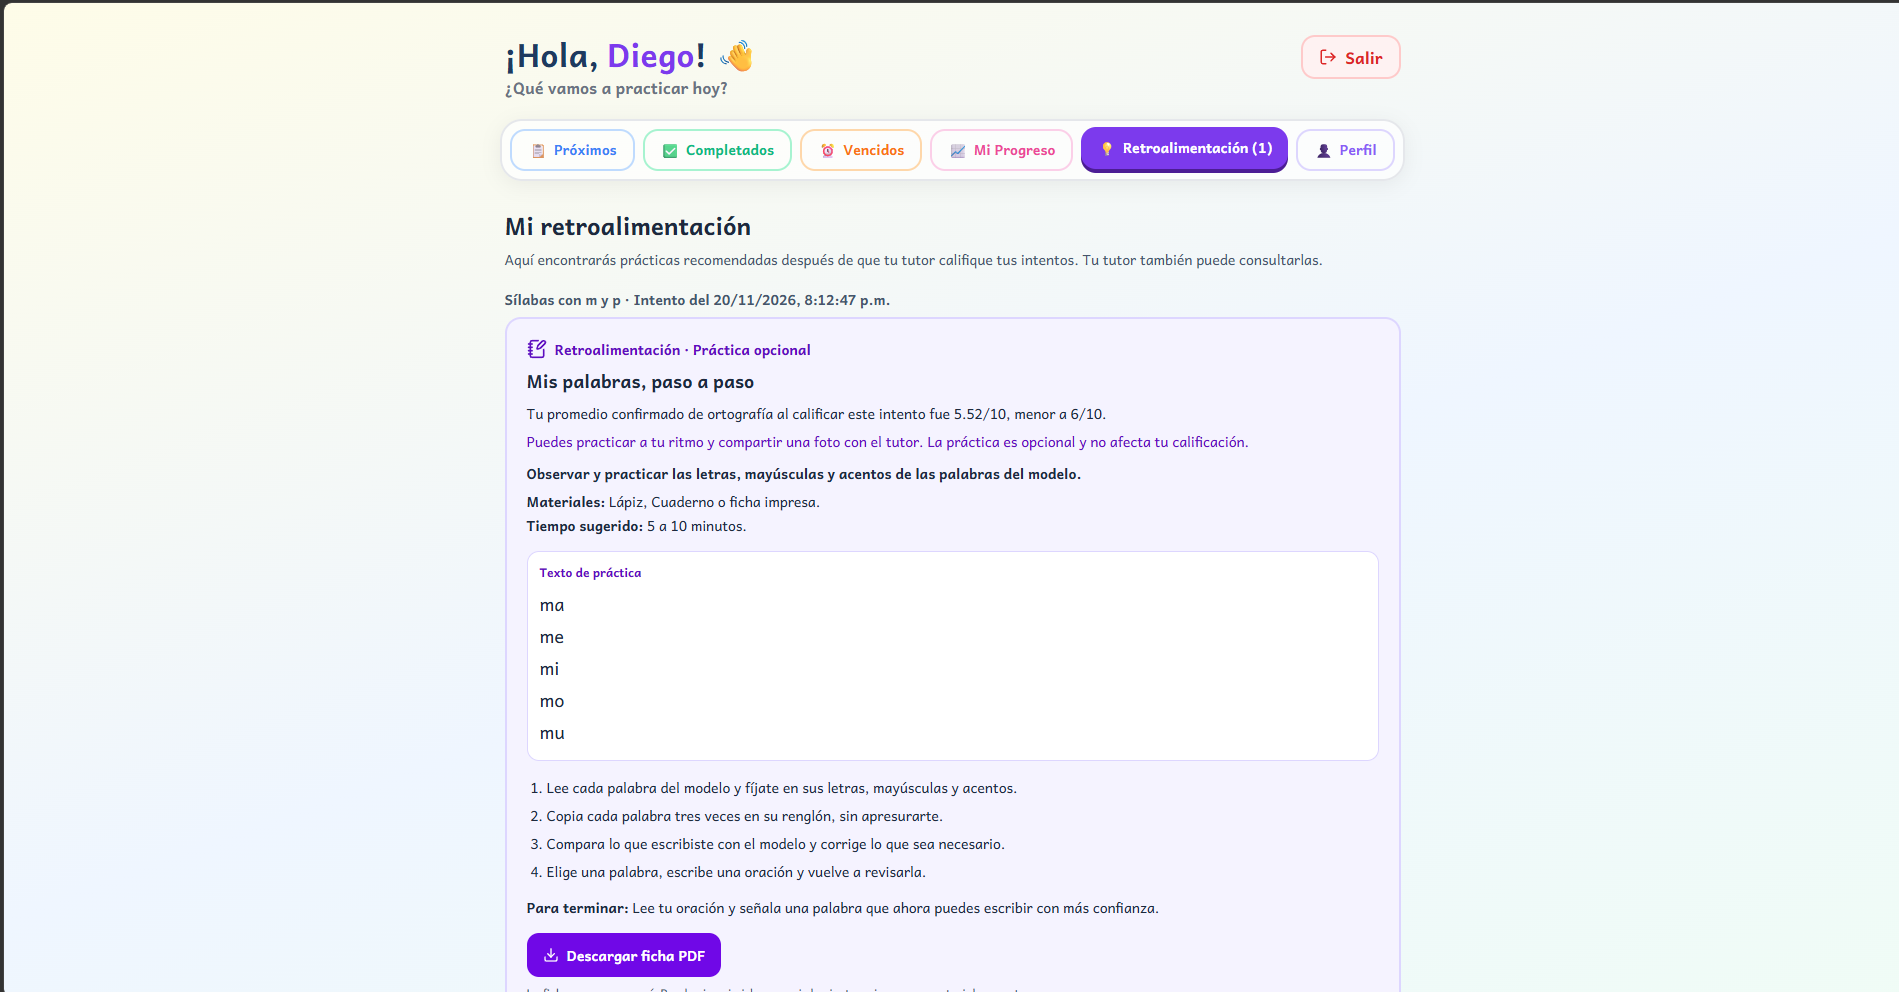 ¡Hola, Diego!
Salir
¿Qué vamos a practicar hoy?
Próximos
Completados
Vencidos
Mi Progreso
Retroalimentación (1)
Perfil
Mi retroalimentación
Aquí encontrarás prácticas recomendadas después de que tu tutor califique tus intentos. Tu tutor también puede consultarlas.
Sílabas con m y p · Intento del 20/11/2026, 8:12:47 p.m.
Retroalimentación · Práctica opcional
Mis palabras, paso a paso
Tu promedio confirmado de ortografía al calificar este intento fue 5.52/10, menor a 6/10.
Puedes practicar a tu ritmo y compartir una foto con el tutor. La práctica es opcional y no afecta tu calificación.
Observar y practicar las letras, mayúsculas y acentos de las palabras del modelo.
Materiales: Lápiz, Cuaderno o ficha impresa.
Tiempo sugerido: 5 a 10 minutos.
Texto de práctica
ma
me
mi
mo
mu
1. Lee cada palabra del modelo y fíjate en sus letras, mayúsculas y acentos.
2. Copia cada palabra tres veces en su renglón, sin apresurarte.
3. Compara lo que escribiste con el modelo y corrige lo que sea necesario.
4. Elige una palabra, escribe una oración y vuelve a revisarla.
Para terminar: Lee tu oración y señala una palabra que ahora puedes escribir con más confianza.
Descargar ficha PDF